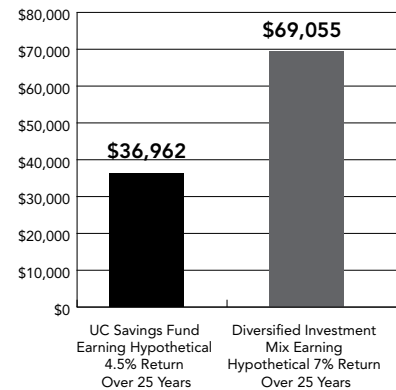 $80,000
$70,000
$60,000
$50,000
$40,000
$30,000
$20,000
$10,000
$0
$36,962
$69,055
UC Savings Fund
Earning Hypothetical
4.5% Return
Over 25 Years
Diversified Investment
Mix Earning
Hypothetical 7% Return
Over 25 Years